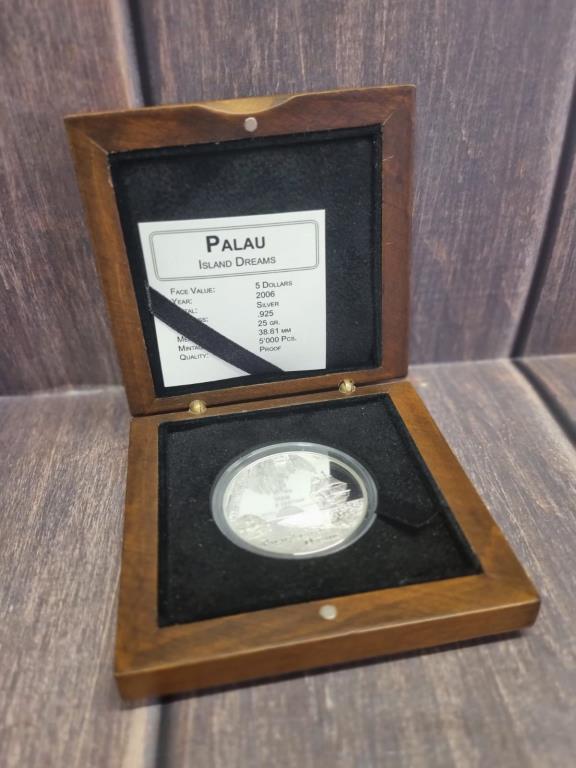 PALAU
ISLAND DREAMS
FACE VALUE: 5 DOLLARS
YEAR: 2006
SILVER
.925
25 GR.
38.61 MM
5'000 PCS.
QUALITY: PROOF